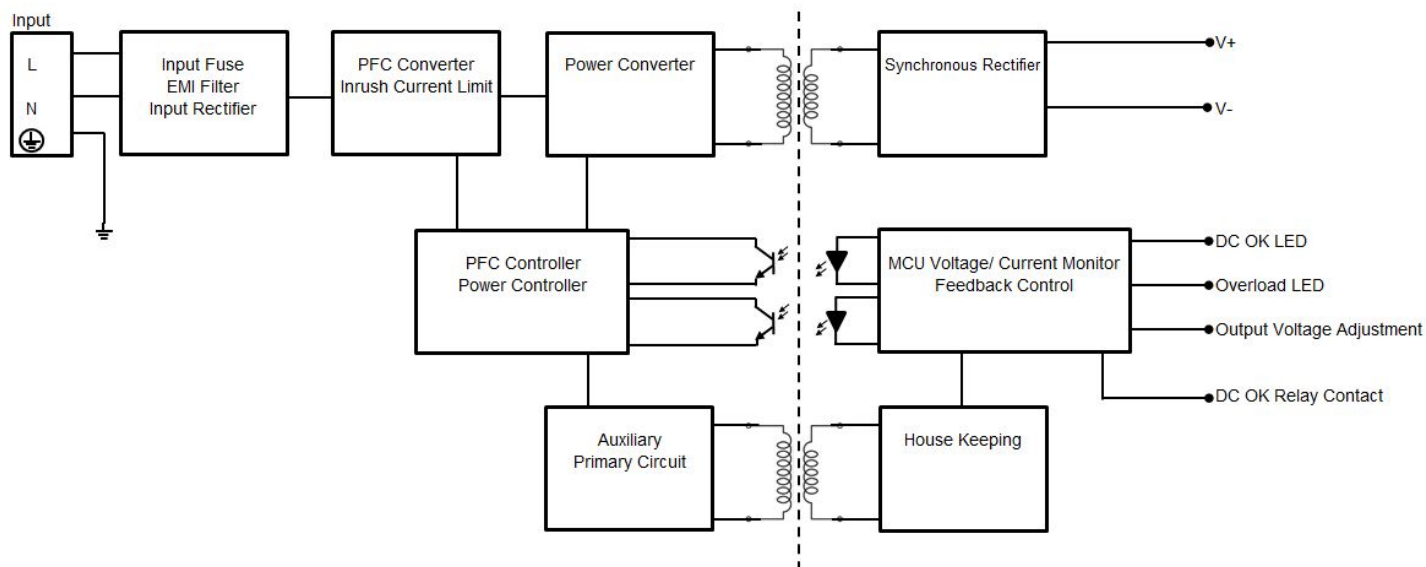 Input
L
N
Input Fuse
EMI Filter
Input Rectifier
PFC Converter
Inrush Current Limit
Power Converter
Synchronous Rectifier
V+
V-
PFC Controller
Power Controller
MCU Voltage/ Current Monitor
Feedback Control
DC OK LED
Overload LED
Output Voltage Adjustment
DC OK Relay Contact
Auxiliary
Primary Circuit
House Keeping